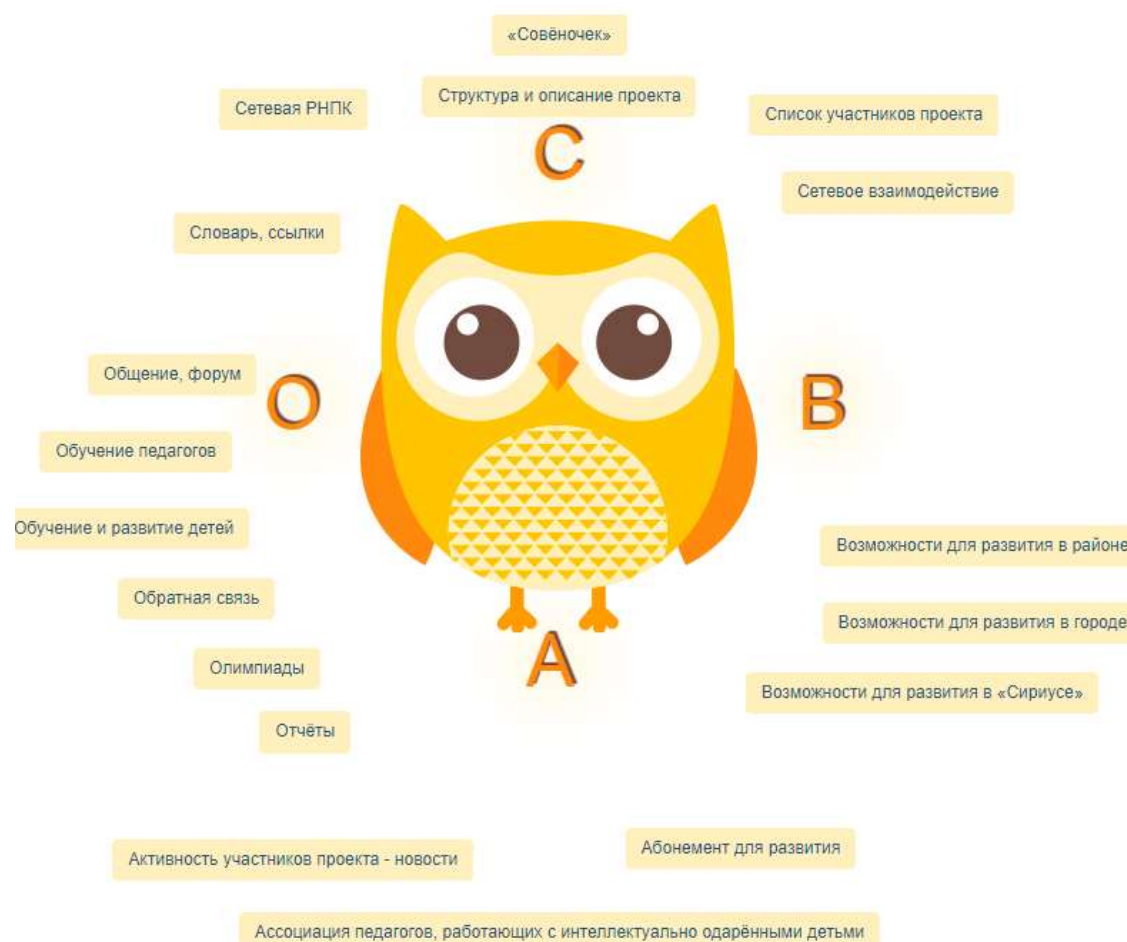 «Совёночек»
Структура и описание проекта
Сетевая РНПК
Список участников проекта
С
Сетевое взаимодействие
Словарь, ссылки
Общение, форум
О
В
Обучение педагогов
Обучение и развитие детей
Возможности для развития в районе
Обратная связь
Возможности для развития в городе
Олимпиады
А
Возможности для развития в «Сириусе»
Отчёты
Абонемент для развития
Активность участников проекта - новости
Ассоциация педагогов, работающих с интеллектуально одарёнными детьми